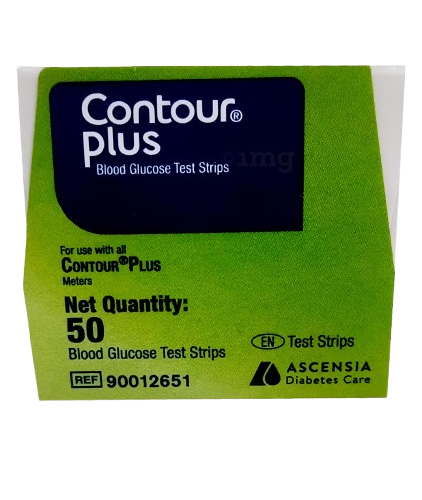 Contour®
plus
Blood Glucose Test Strips
1mg
For use with all
CONTOUR®PLUS
Meters
Net Quantity:
50
Blood Glucose Test Strips
EN Test Strips
REF 90012651
ASCENSIA
Diabetes Care